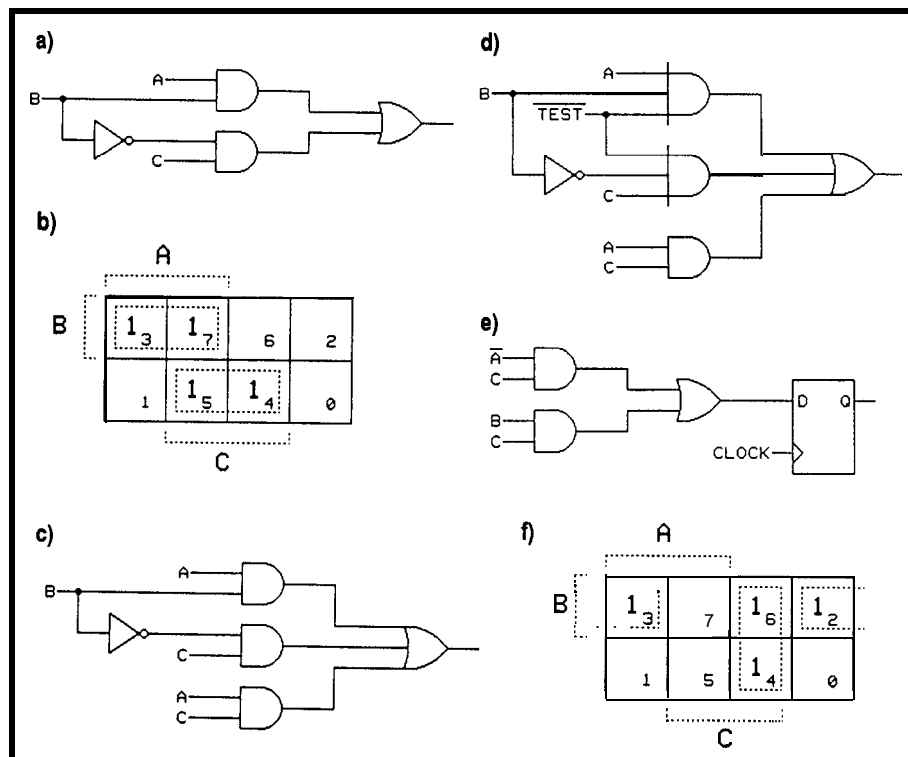 a)
A
B
C
b)
A
B
1 3 1 7 6 2
1 1 5 1 4 0
C
c)
A
B
C
A
C
d)
A
B
TEST
C
A
C
e)
A
C
B
C
D Q
CLOCK
f)
A
B
1 3 7 1 6 1 2
1 5 1 4 0
C